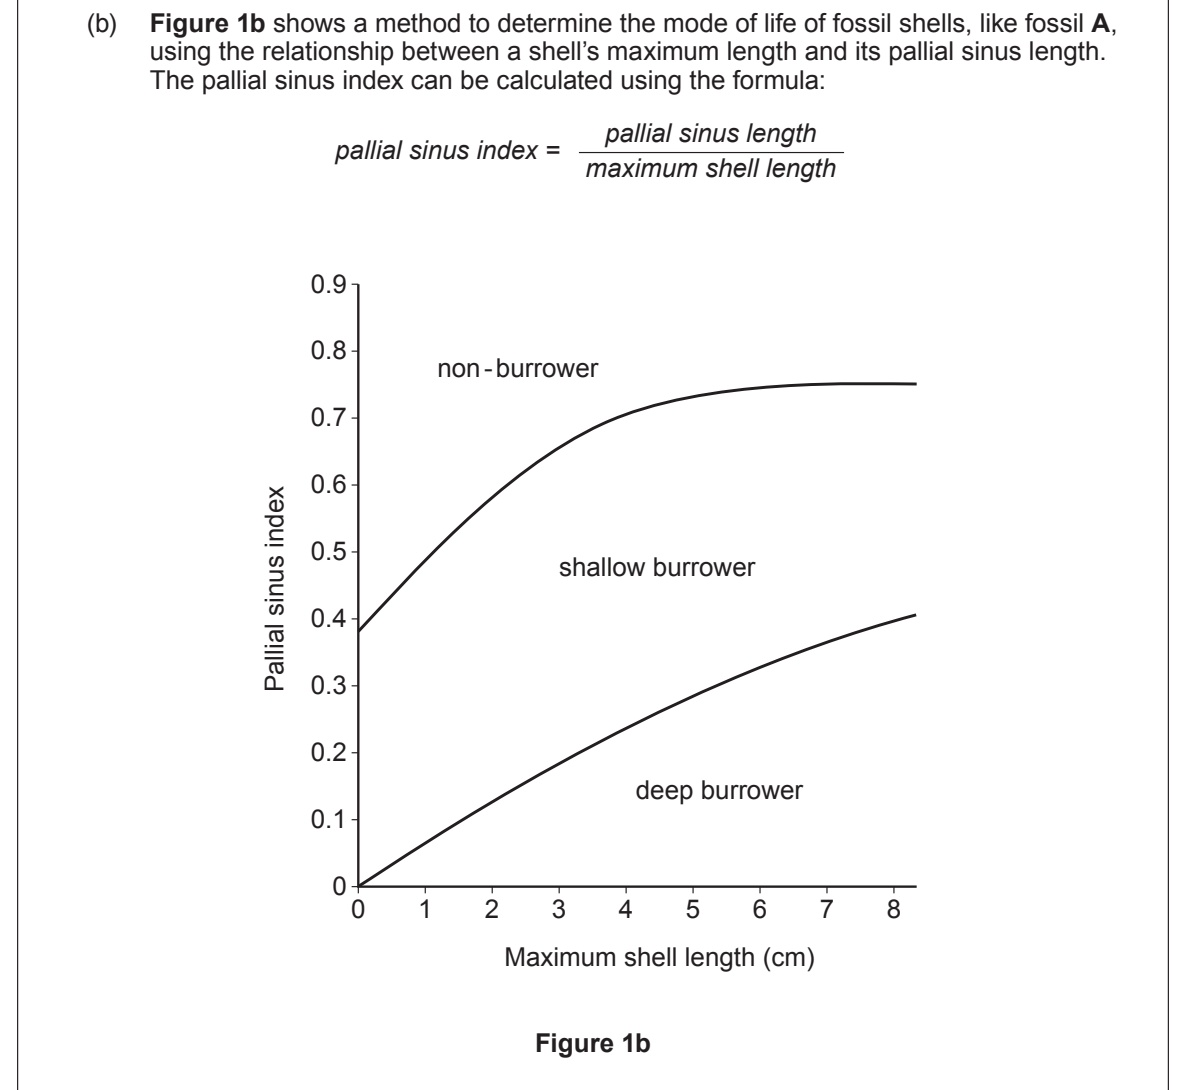 (b) Figure 1b shows a method to determine the mode of life of fossil shells, like fossil A,
using the relationship between a shell's maximum length and its pallial sinus length.
The pallial sinus index can be calculated using the formula:
pallial sinus index = pallial sinus length
maximum shell length
0.9
0.8
non-burrower
0.7
0.6
0.5
shallow burrower
0.4
0.3
0.2
deep burrower
0.1
0
Pallial sinus index
0 1 2 3 4 5 6 7 8
Maximum shell length (cm)
Figure 1b